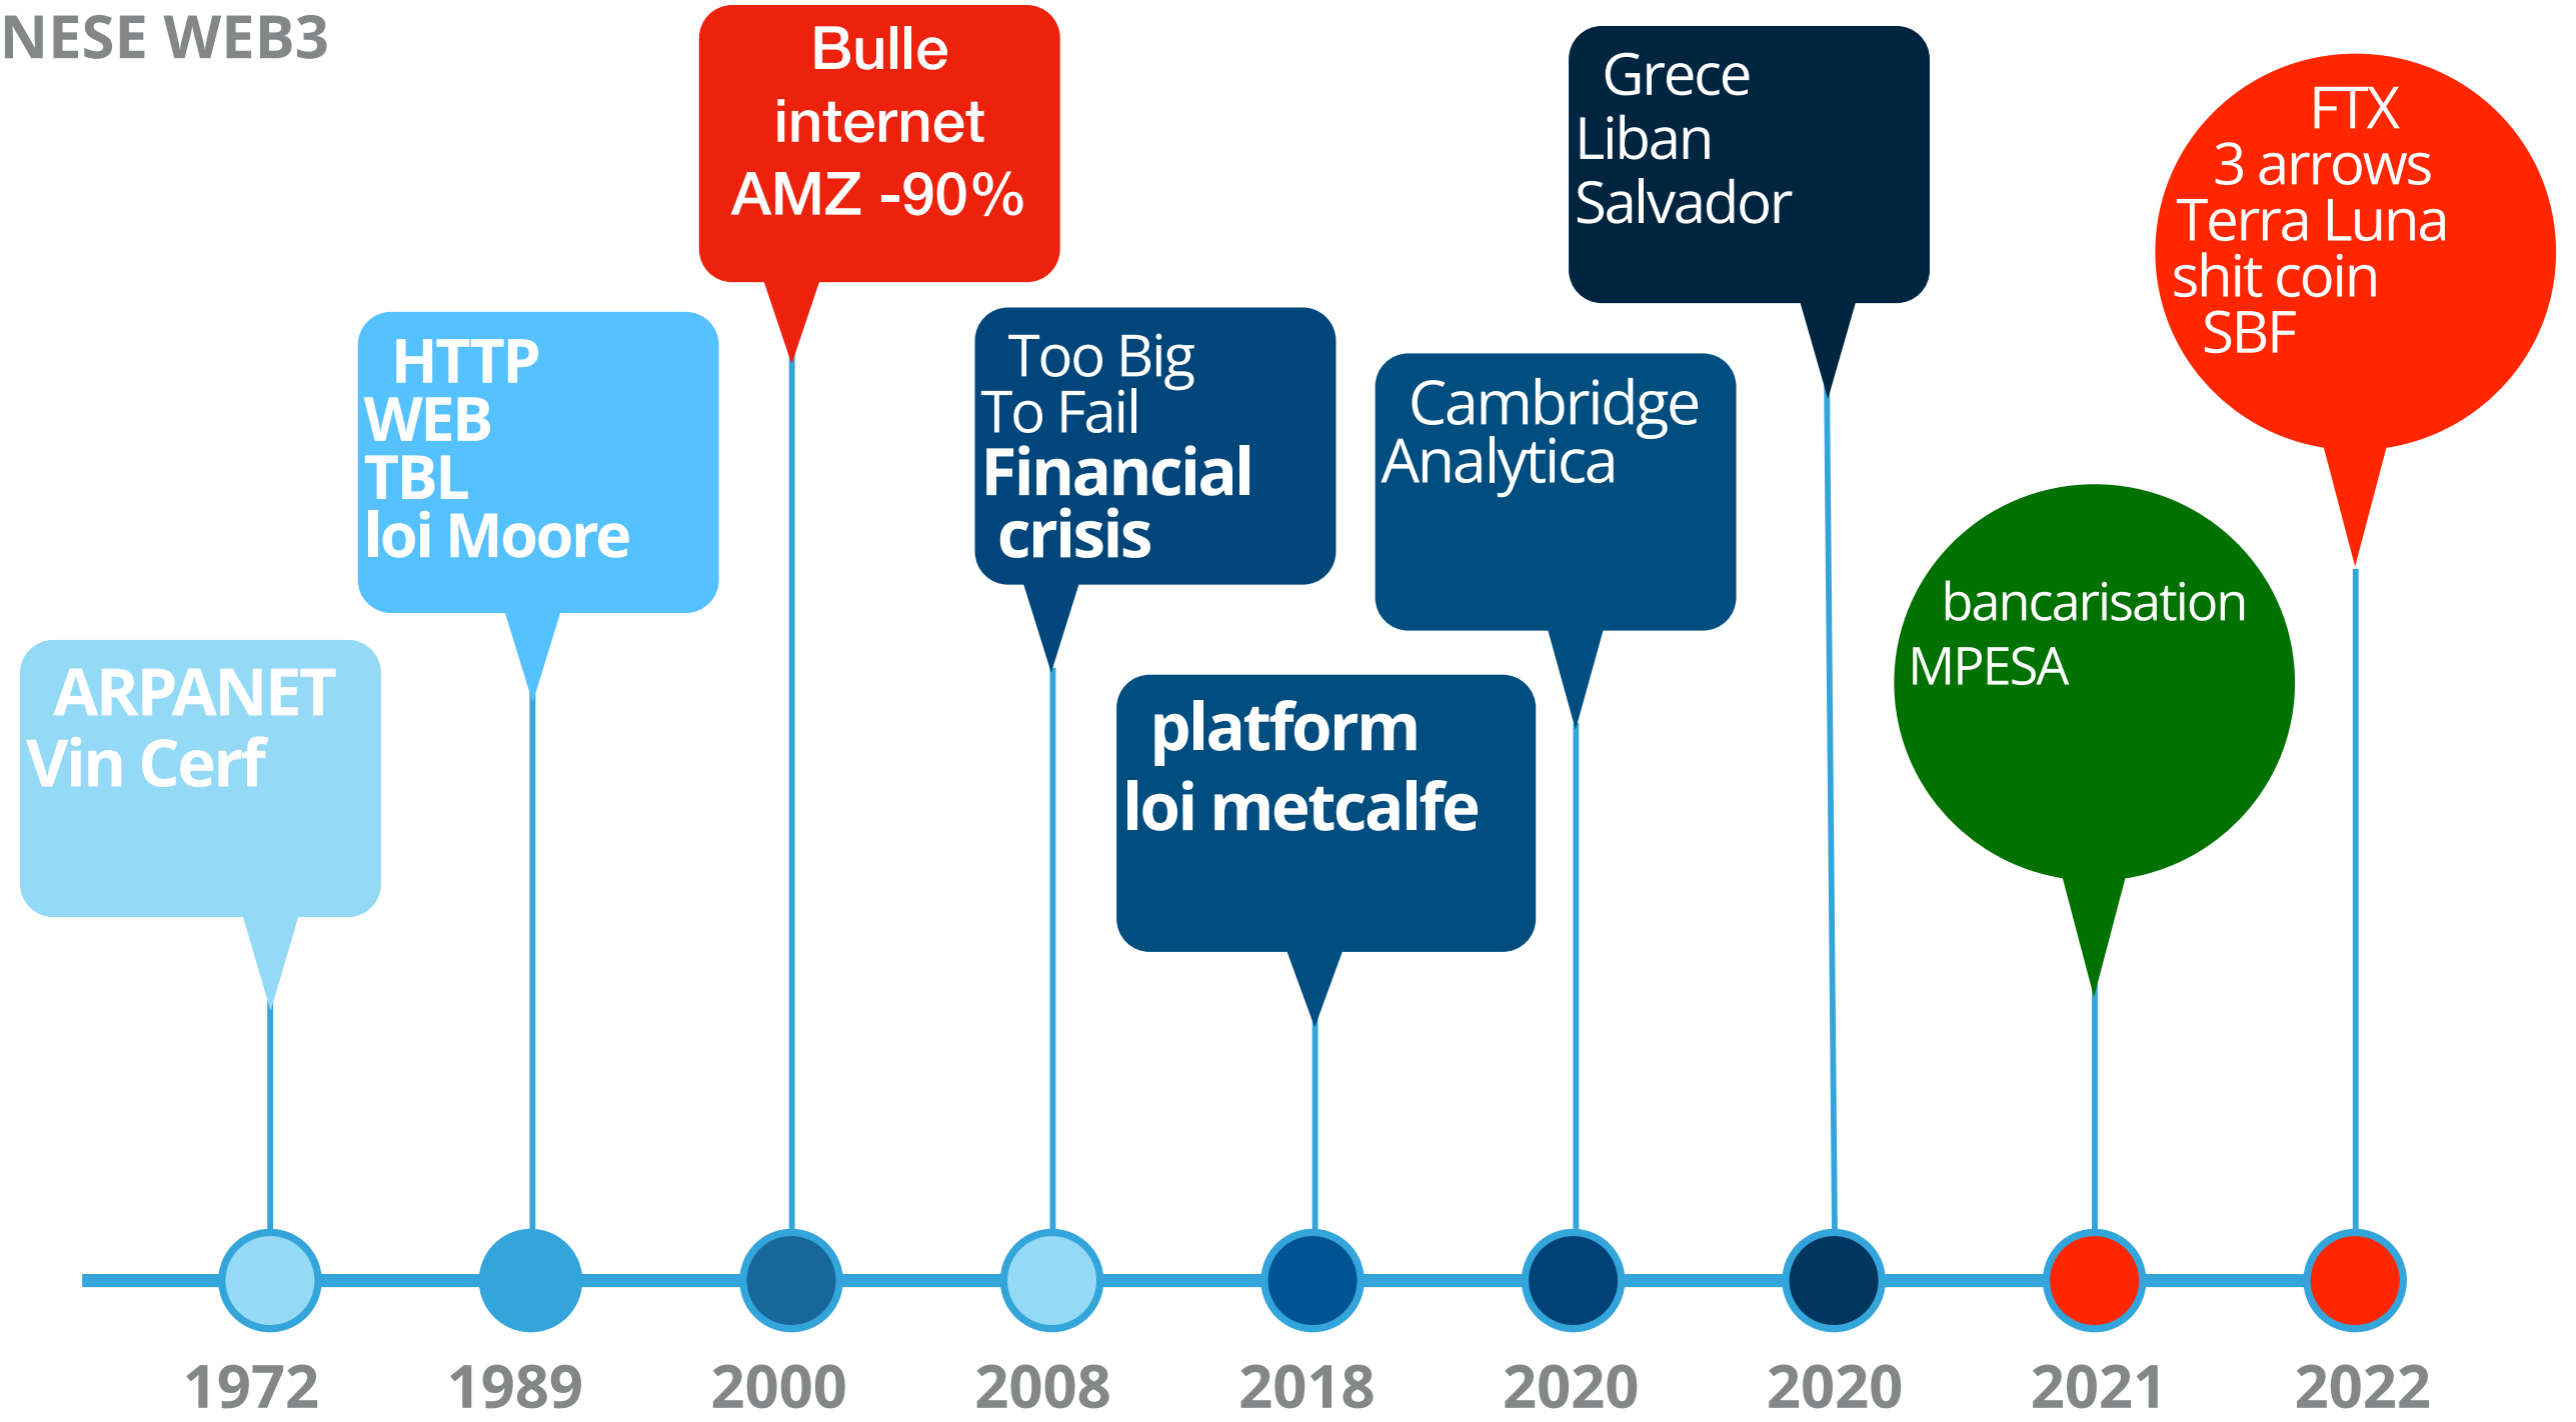 NESE WEB3
ARPANET
Vin Cerf
HTTP
WEB
TBL
loi Moore
Bulle
internet
AMZ -90%
Too Big
To Fail
Financial
crisis
platform
loi metcalfe
Cambridge
Analytica
Grece
Liban
Salvador
bancarisation
MPESA
FTX
3 arrows
Terra Luna
shit coin
SBF
1972
1989
2000
2008
2018
2020
2020
2021
2022